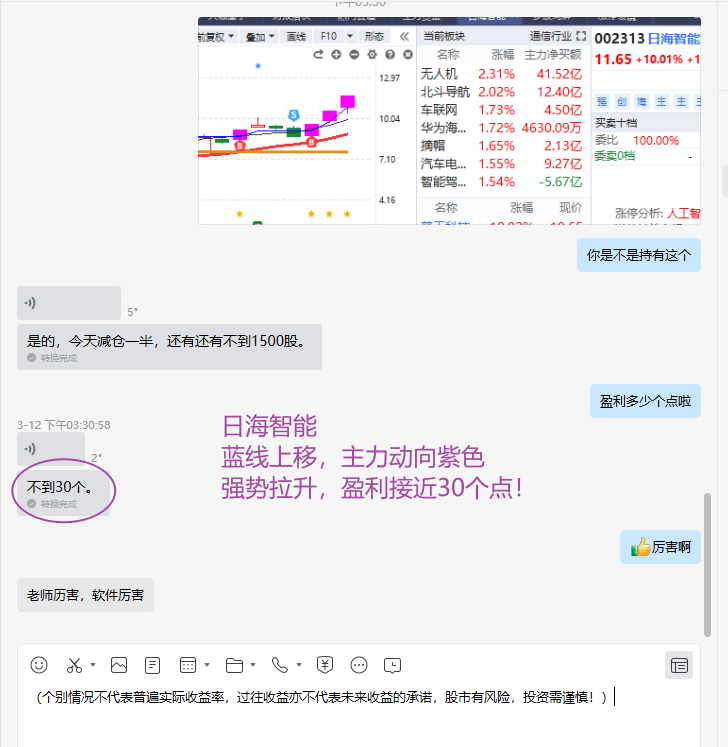 下午03:30
前复权 叠加 画线 F10 形态 当前板块 通信行业 002313 日海智能
名称 涨幅 主力净买额 11.65 +10.01%
12.97 无人机 2.31% 41.52亿
北斗导航 2.02% 12.40亿 强 创 海 主 主 主
10.04 车联网 1.73% 4.50亿 买卖十档
华为海... 1.72% 4630.09万 委比 100.00%
7.10 摘帽 1.65% 2.13亿 委卖0档 -
汽车电... 1.55% 9.27亿
4.16 智能驾... 1.54% -5.67亿
名称 涨幅 现价 涨停分析: 人工智
你是不是持有这个
5"
是的，今天减仓一半，还有还有不到1500股。
转换完成
盈利多少个点啦
3-12 下午03:30:58
2"
不到30个。
转换完成
日海智能
蓝线上移，主力动向紫色
强势拉升，盈利接近30个点！
厉害啊
老师历害，软件厉害
（个别情况不代表普遍实际收益率，过往收益亦不代表未来收益的承诺，股市有风险，投资需谨慎！）